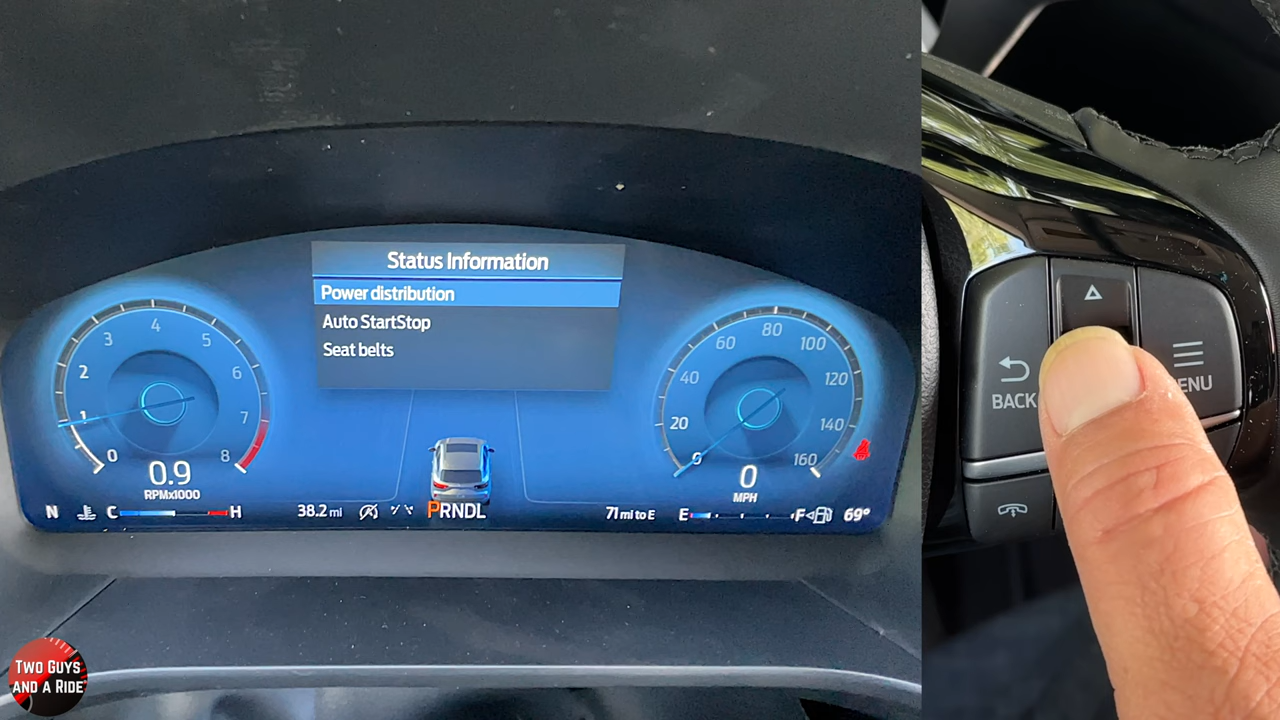 Status Information
Power distribution
Auto StartStop
Seat belts
0 1 2 3 4 5 6 7 8
0.9
RPMx1000
0 20 40 60 80 100 120 140 160
0
MPH
N C H
38.2 mi
PRNDL
71 mi to E
E F
69°
BACK
ENU
TWO GUYS
AND A RIDE